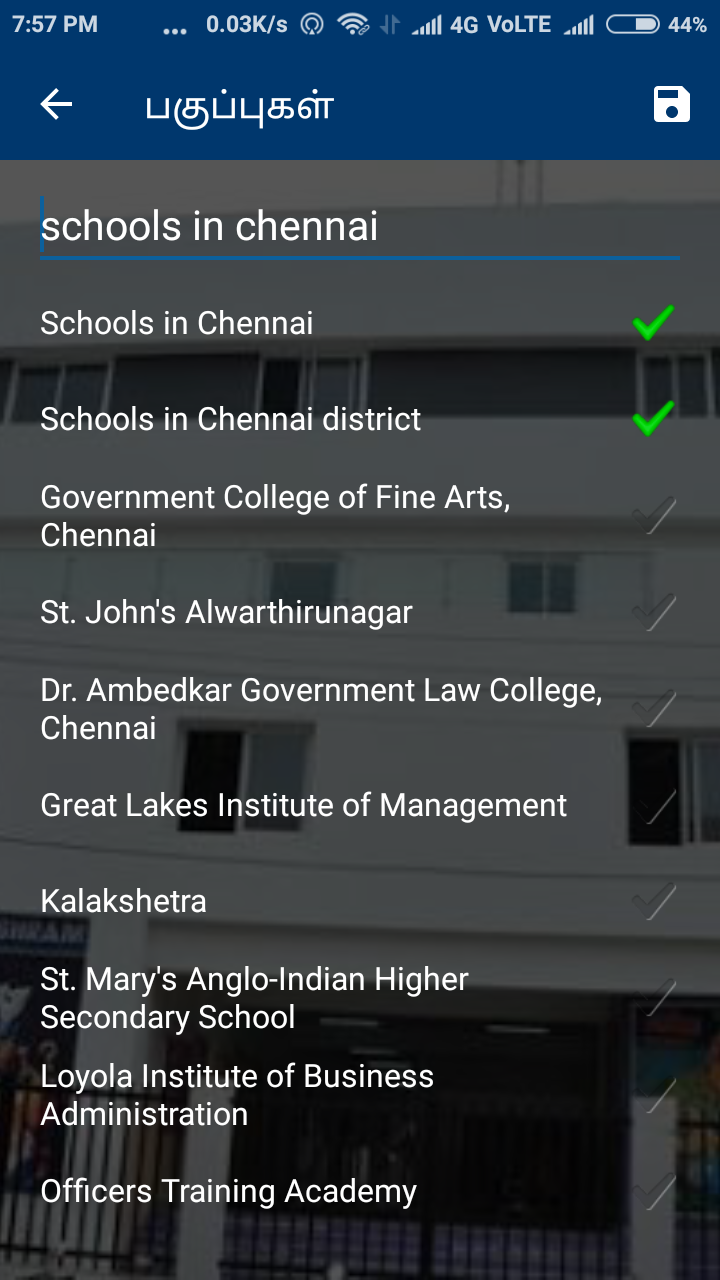 7:57 PM ... 0.03K/s 4G VoLTE 44%
பகுப்புகள்
schools in chennai
Schools in Chennai
Schools in Chennai district
Government College of Fine Arts,
Chennai
St. John's Alwarthirunagar
Dr. Ambedkar Government Law College,
Chennai
Great Lakes Institute of Management
Kalakshetra
St. Mary's Anglo-Indian Higher
Secondary School
Loyola Institute of Business
Administration
Officers Training Academy